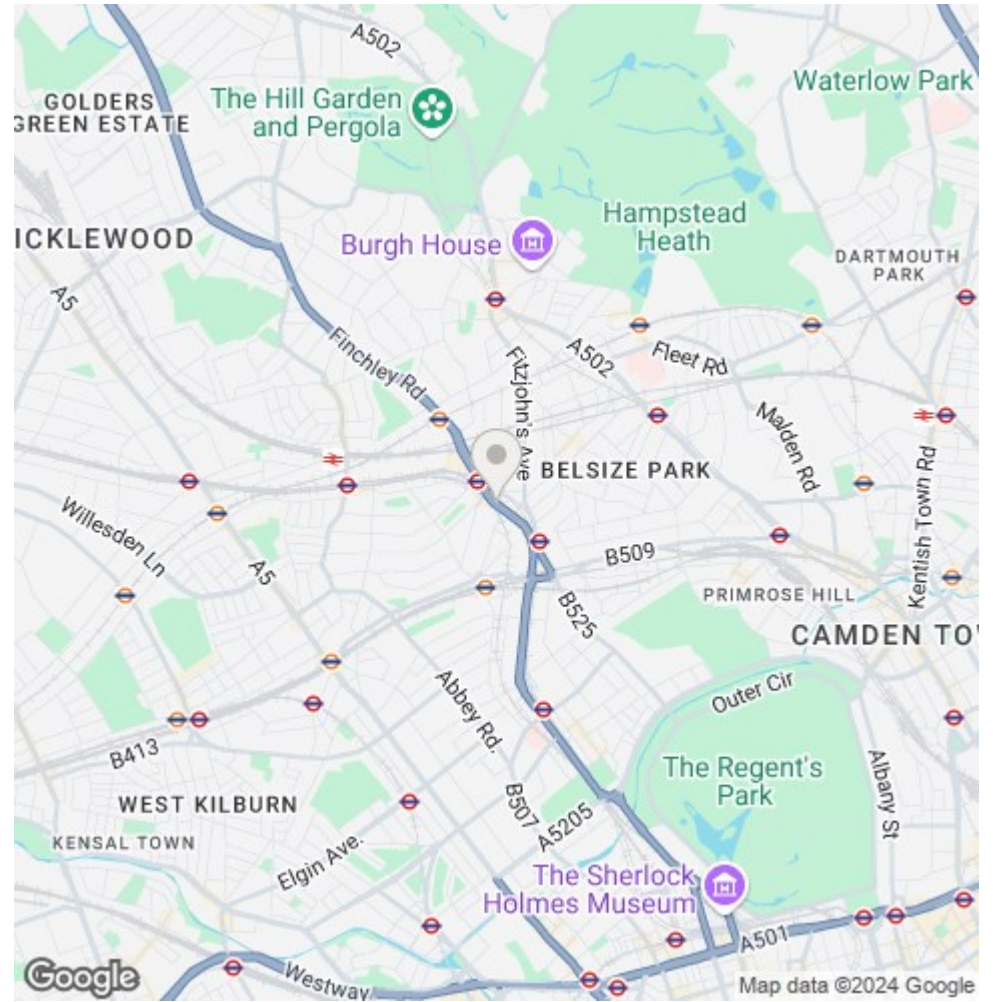 A502
Waterlow Park
GOLDERS
GREEN ESTATE
The Hill Garden
and Pergola
Hampstead
Heath
ICKLEWOOD
Burgh House
DARTMOUTH
PARK
A5
Finchley Rd
Fitzjohn's Ave
A502
Fleet Rd
Malden Rd
BELSIZE PARK
Kentish Town Rd
Willesden Ln
A5
B509
PRIMROSE HILL
B525
CAMDEN TO
Abbey Rd.
Outer Cir
B413
The Regent's
Park
Albany St
WEST KILBURN
B507
A5205
KENSAL TOWN
Elgin Ave.
The Sherlock
Holmes Museum
A501
Westway
Google
Map data ©2024 Google